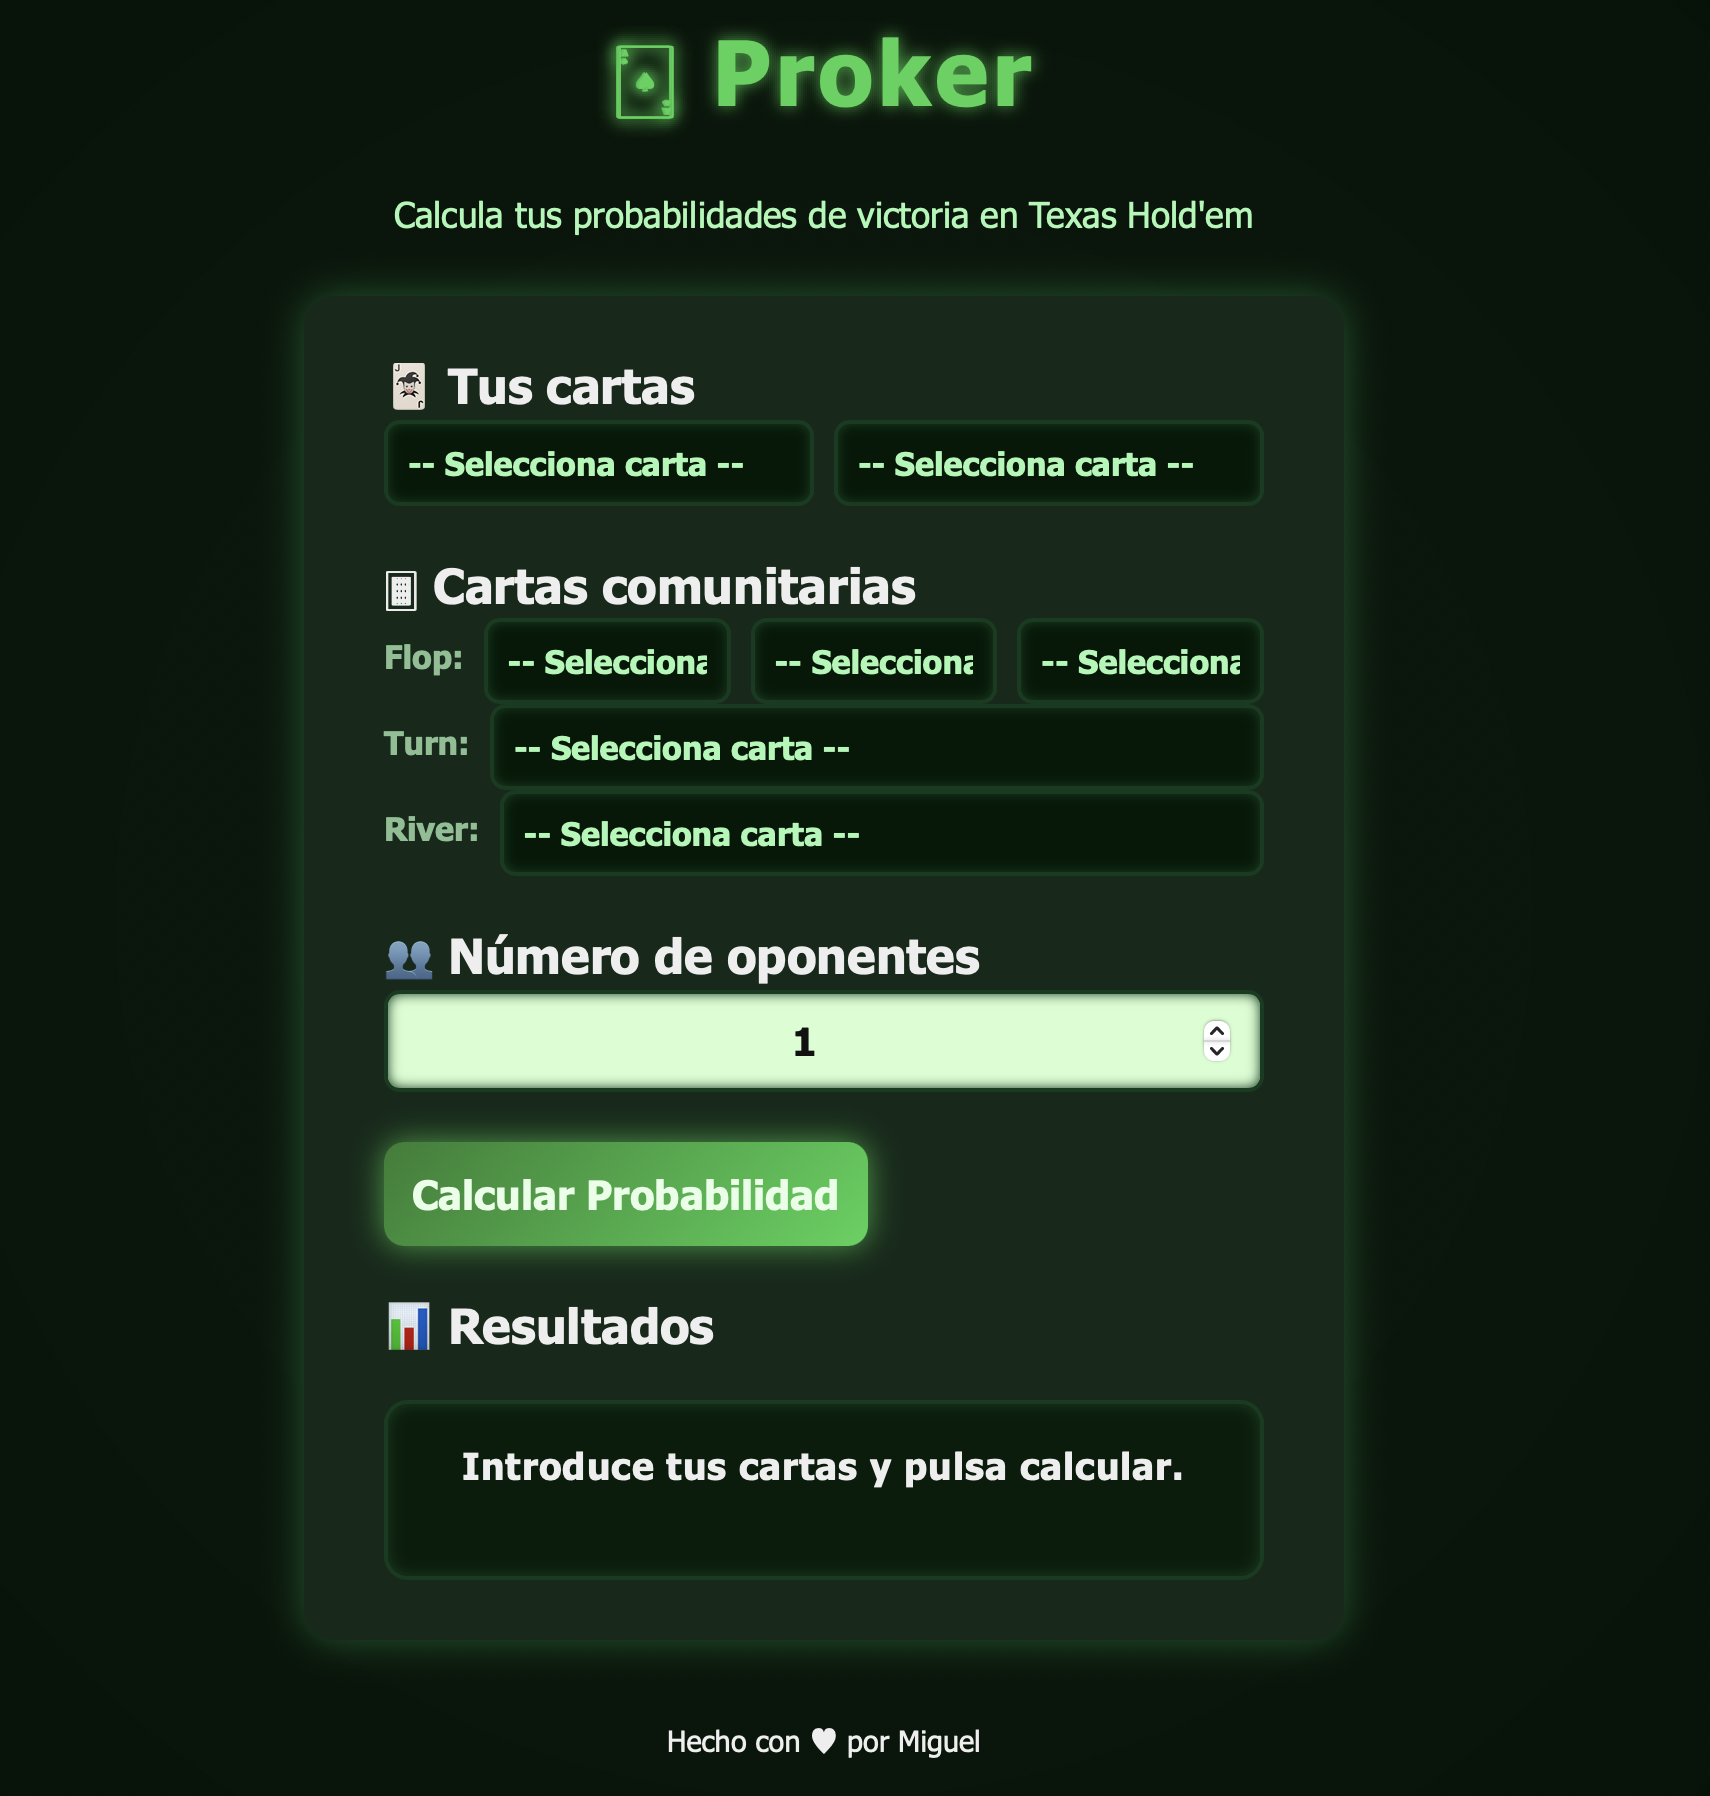 Proker
Calcula tus probabilidades de victoria en Texas Hold'em
Tus cartas
-- Selecciona carta -- -- Selecciona carta --
Cartas comunitarias
Flop: -- Selecciona -- Selecciona -- Selecciona
Turn: -- Selecciona carta --
River: -- Selecciona carta --
Número de oponentes
1
Calcular Probabilidad
Resultados
Introduce tus cartas y pulsa calcular.
Hecho con ♥ por Miguel